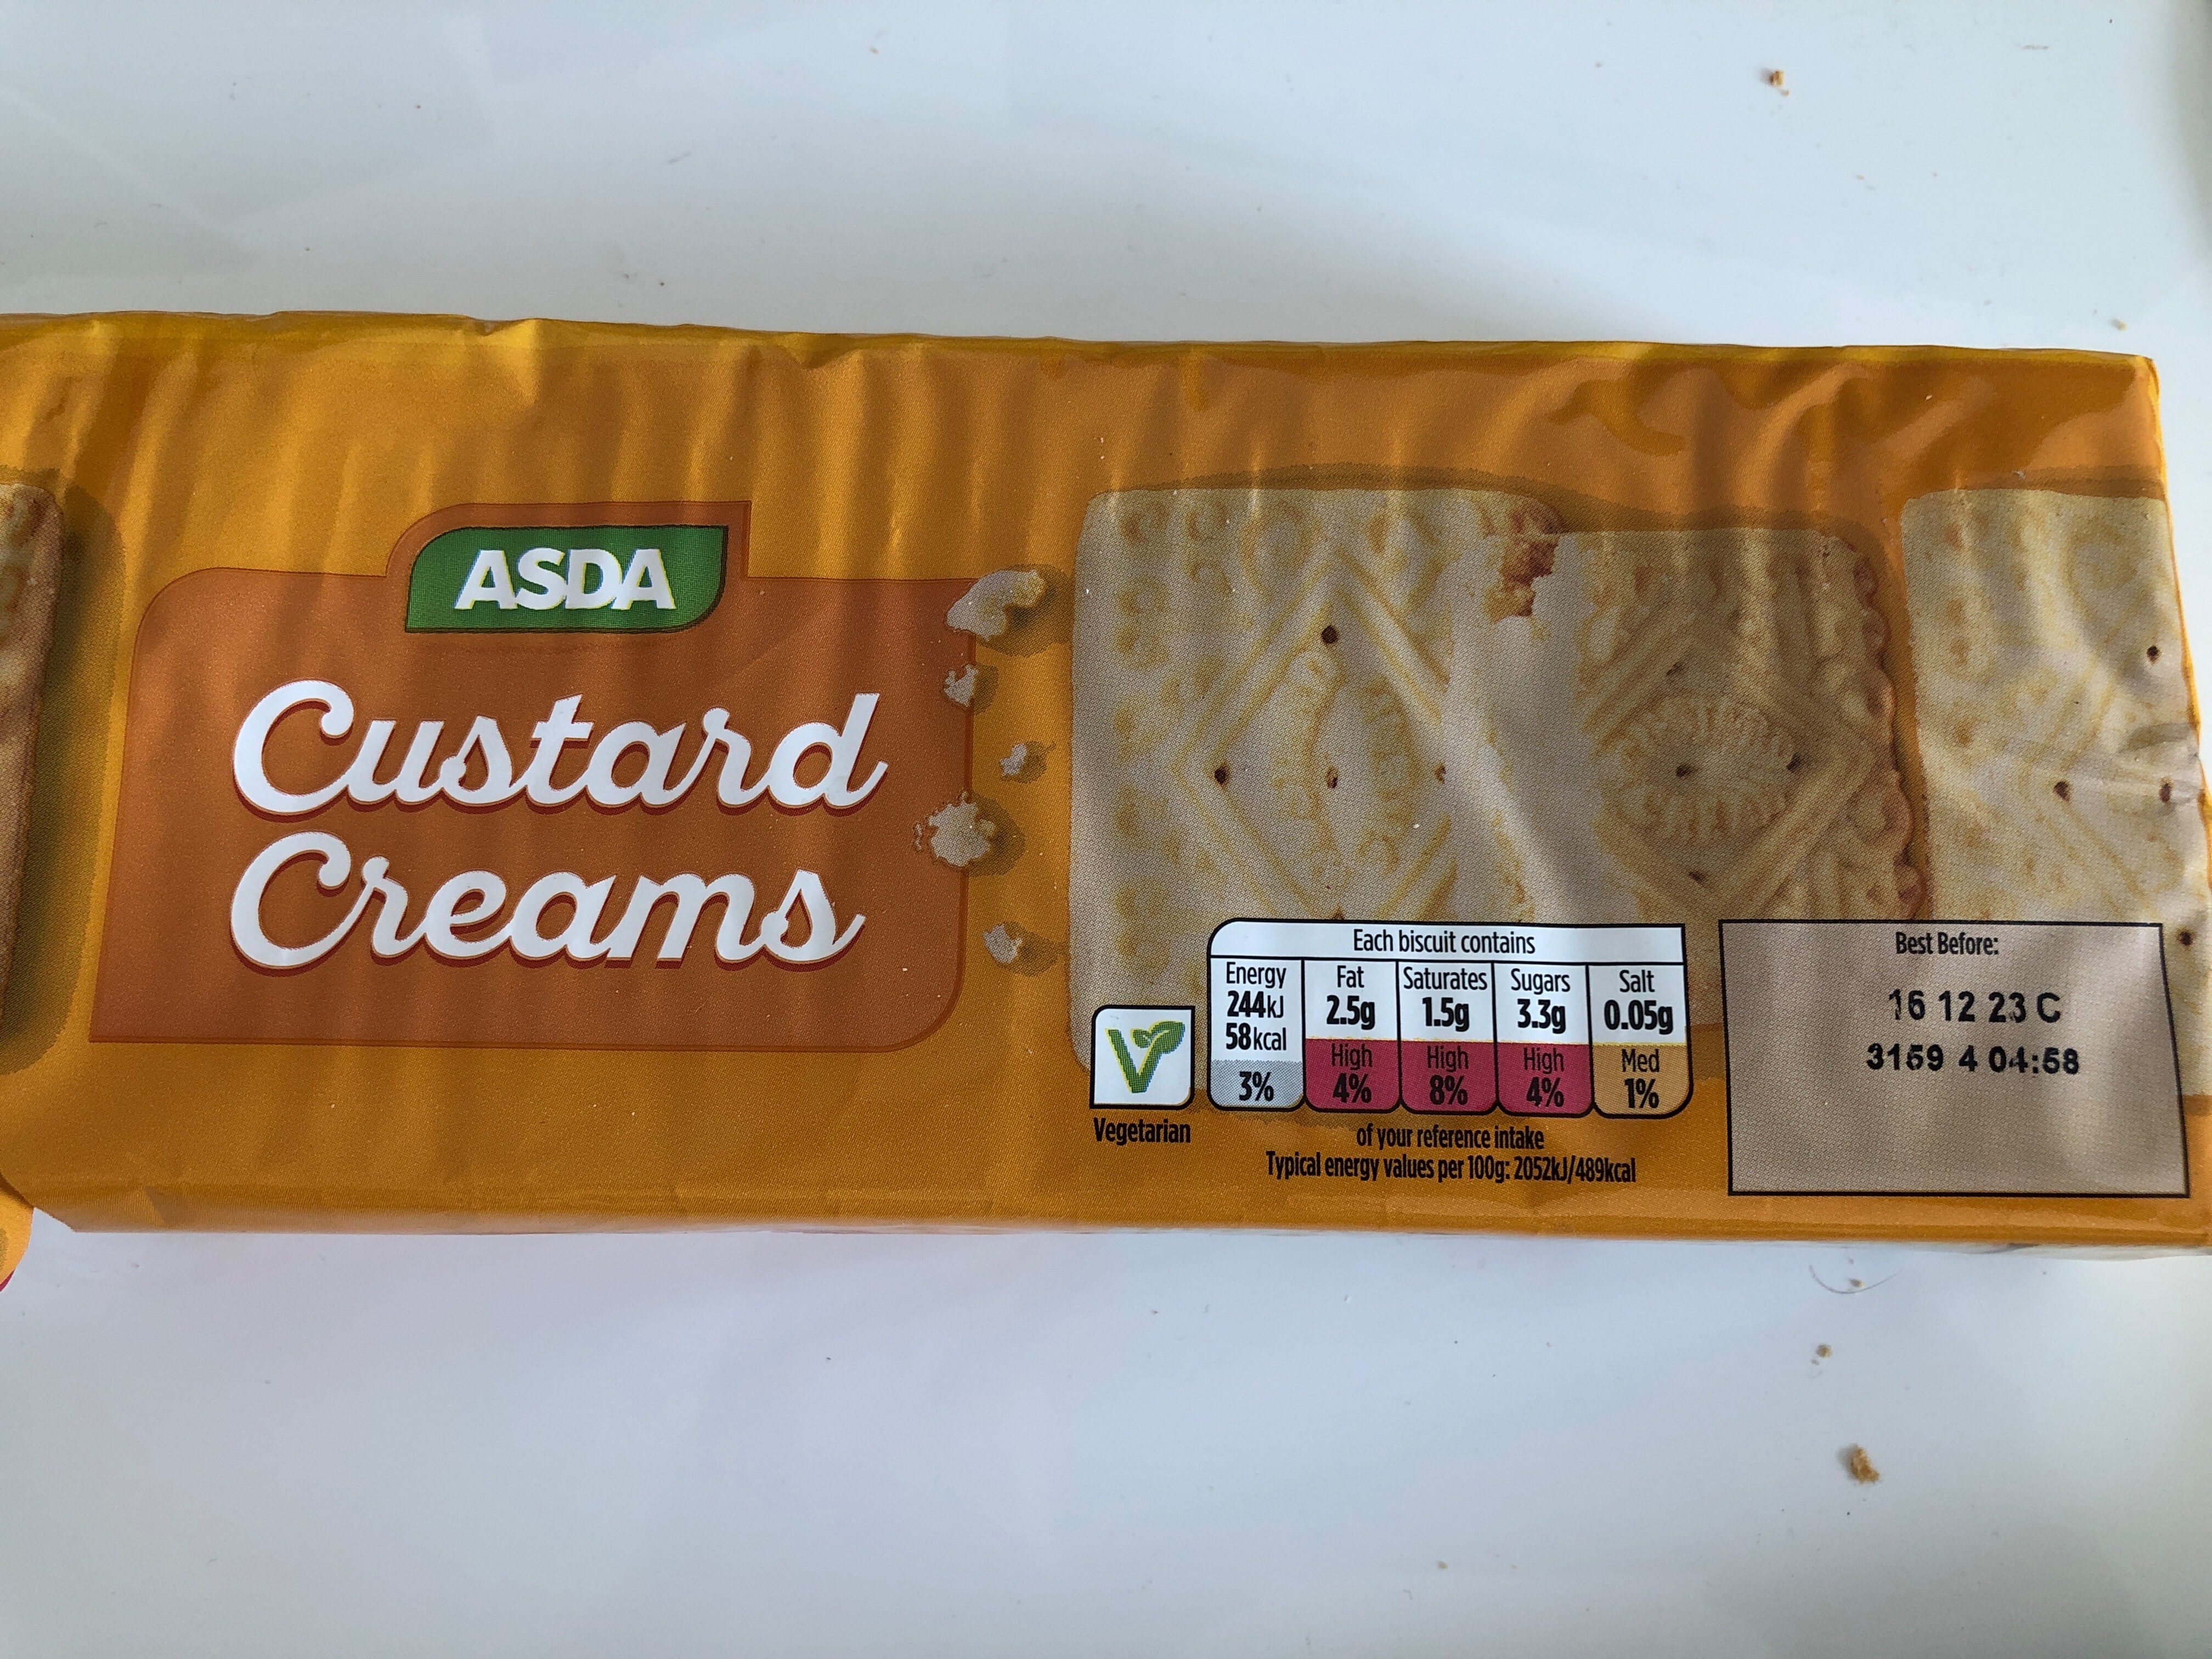 ASDA
Custard
Creams
Each biscuit contains
Energy Fat Saturates Sugars Salt
244kJ 2.5g 1.5g 3.3g 0.05g
58kcal High High High Med
3% 4% 8% 4% 1%
of your reference intake
Typical energy values per 100g: 2052kJ/489kcal
Vegetarian
Best Before:
16 12 23 C
3159 4 04:58